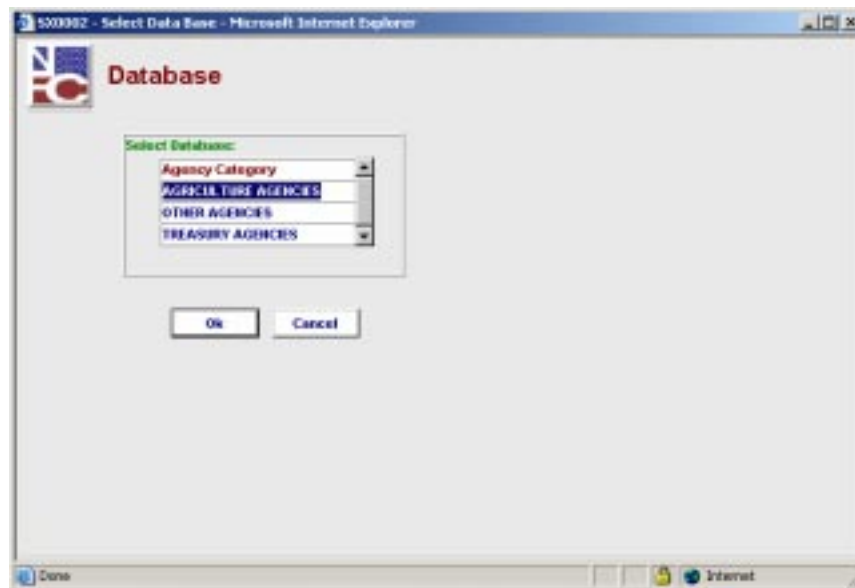 SX0002 - Select Data Base - Microsoft Internet Explorer
NFC
Database
Select Database:
Agency Category
AGRICULTURE AGENCIES
OTHER AGENCIES
TREASURY AGENCIES
Ok
Cancel
Done
Internet